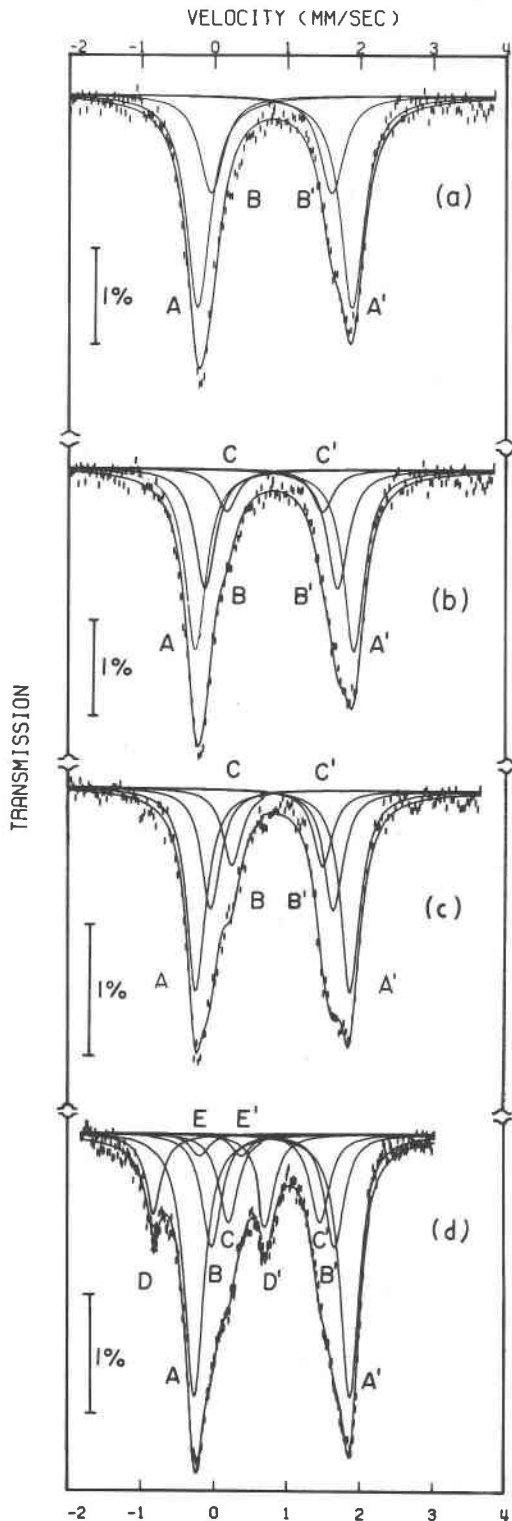 VELOCITY (MM/SEC)
-2 -1 0 1 2 3 4
B B' (a)
1% A A'
C C'
B B' (b)
A A'
1%
TRANSMISSION
C C'
B B' (c)
A A'
1%
E E'
(d)
C C'
D B D' B'
1%
A A'
-2 -1 0 1 2 3 4